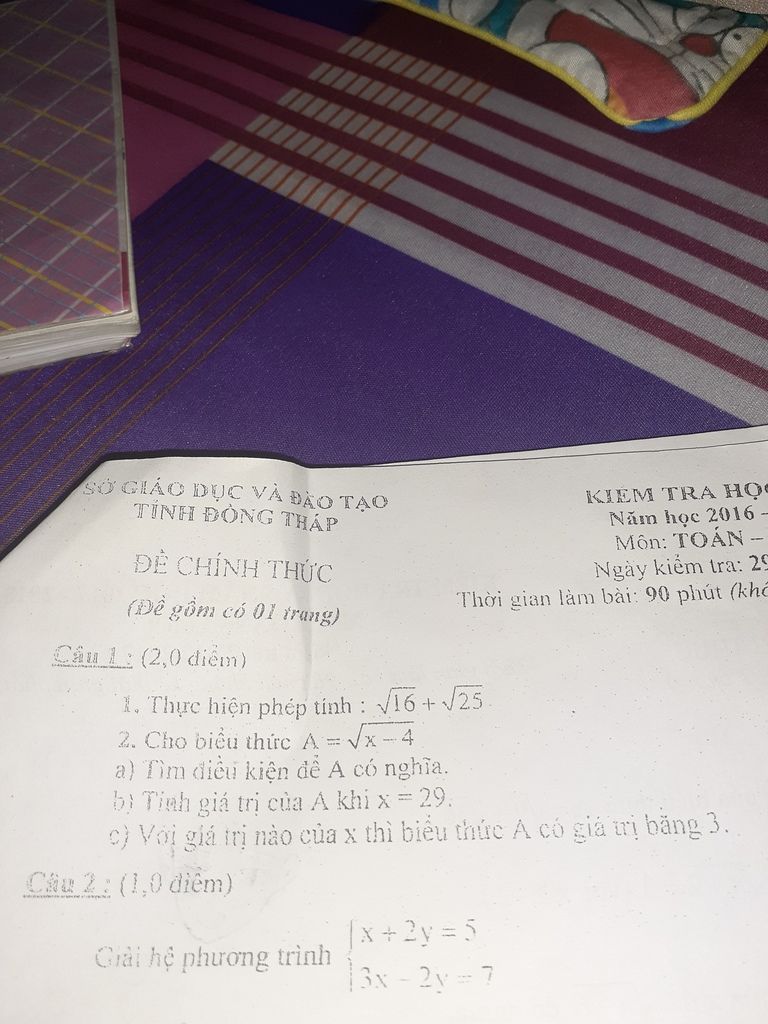 SỞ GIÁO DỤC VÀ ĐÀO TẠO
TỈNH ĐỒNG THÁP
ĐỀ CHÍNH THỨC
(Đề gồm có 01 trang)
KIỂM TRA HỌC
Năm học 2016 –
Môn: TOÁN –
Ngày kiểm tra: 29
Thời gian làm bài: 90 phút (khô
Câu 1 : (2,0 điểm)
1. Thực hiện phép tính : √16 + √25
2. Cho biểu thức A = √x – 4
a) Tìm điều kiện để A có nghĩa.
b) Tính giá trị của A khi x = 29.
c) Với giá trị nào của x thì biểu thức A có giá trị bằng 3.
Câu 2 : (1,0 điểm)
Giải hệ phương trình { x + 2y = 5
3x – 2y = 7